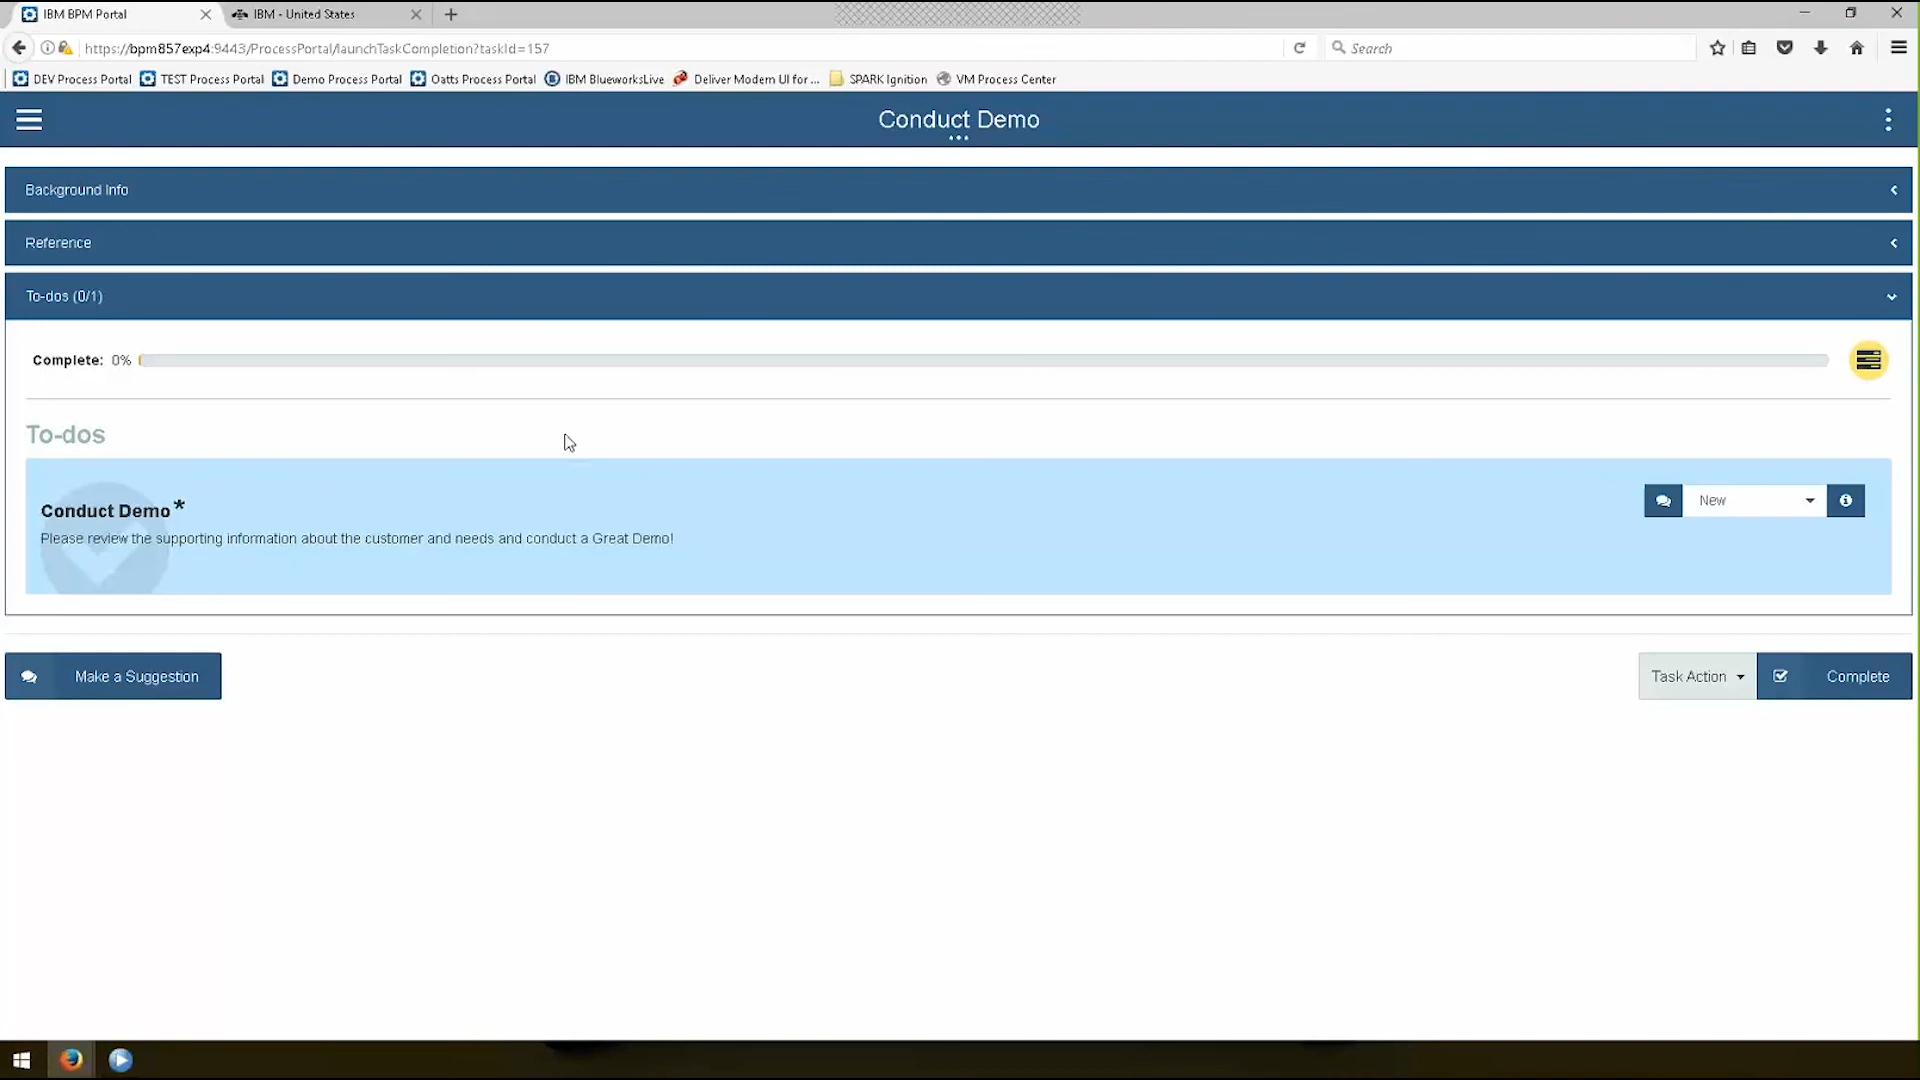 IBM BPM Portal
IBM - United States
https://bpm857exp4:9443/ProcessPortal/launchTaskCompletion?taskId=157
Search
DEV Process Portal TEST Process Portal Demo Process Portal Oatts Process Portal IBM BlueworksLive Deliver Modern UI for ... SPARK Ignition VM Process Center
Conduct Demo
Background Info
Reference
To-dos (0/1)
Complete: 0%
To-dos
Conduct Demo *
New
Please review the supporting information about the customer and needs and conduct a Great Demo!
Make a Suggestion
Task Action
Complete